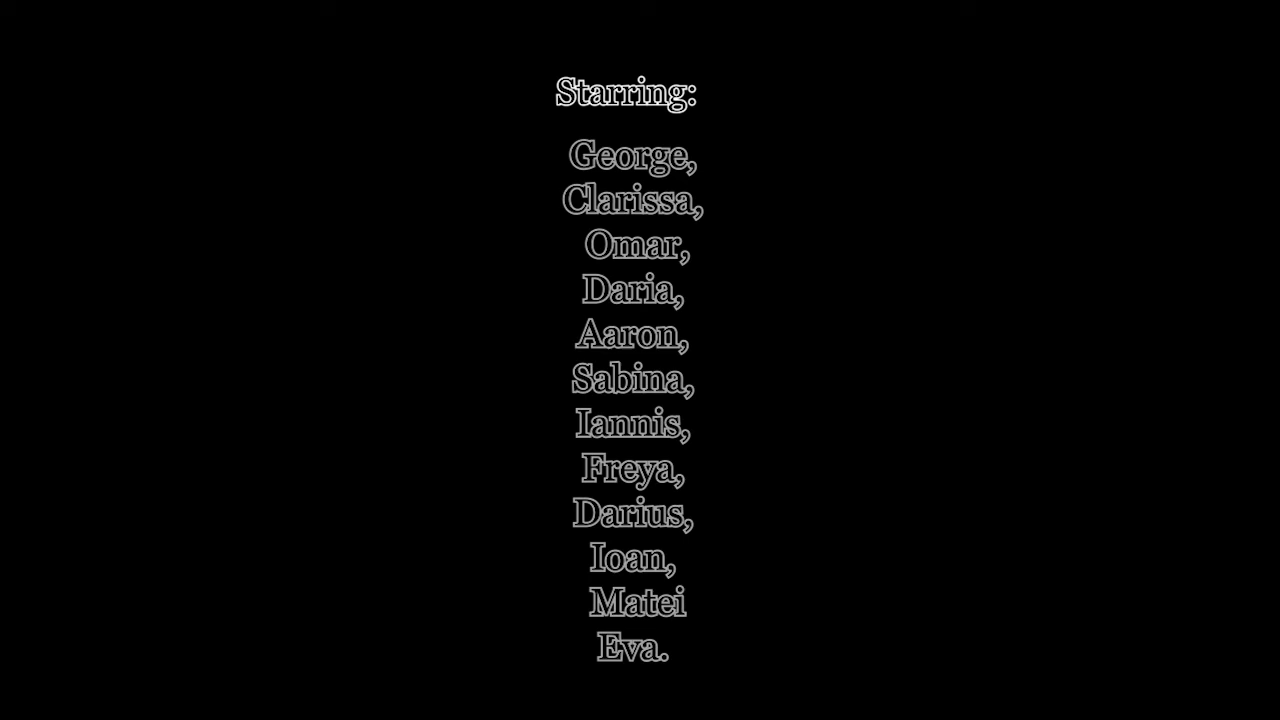 Starring:
George,
Clarissa,
Omar,
Daria,
Aaron,
Sabina,
Iannis,
Freya,
Darius,
Ioan,
Matei
Eva.